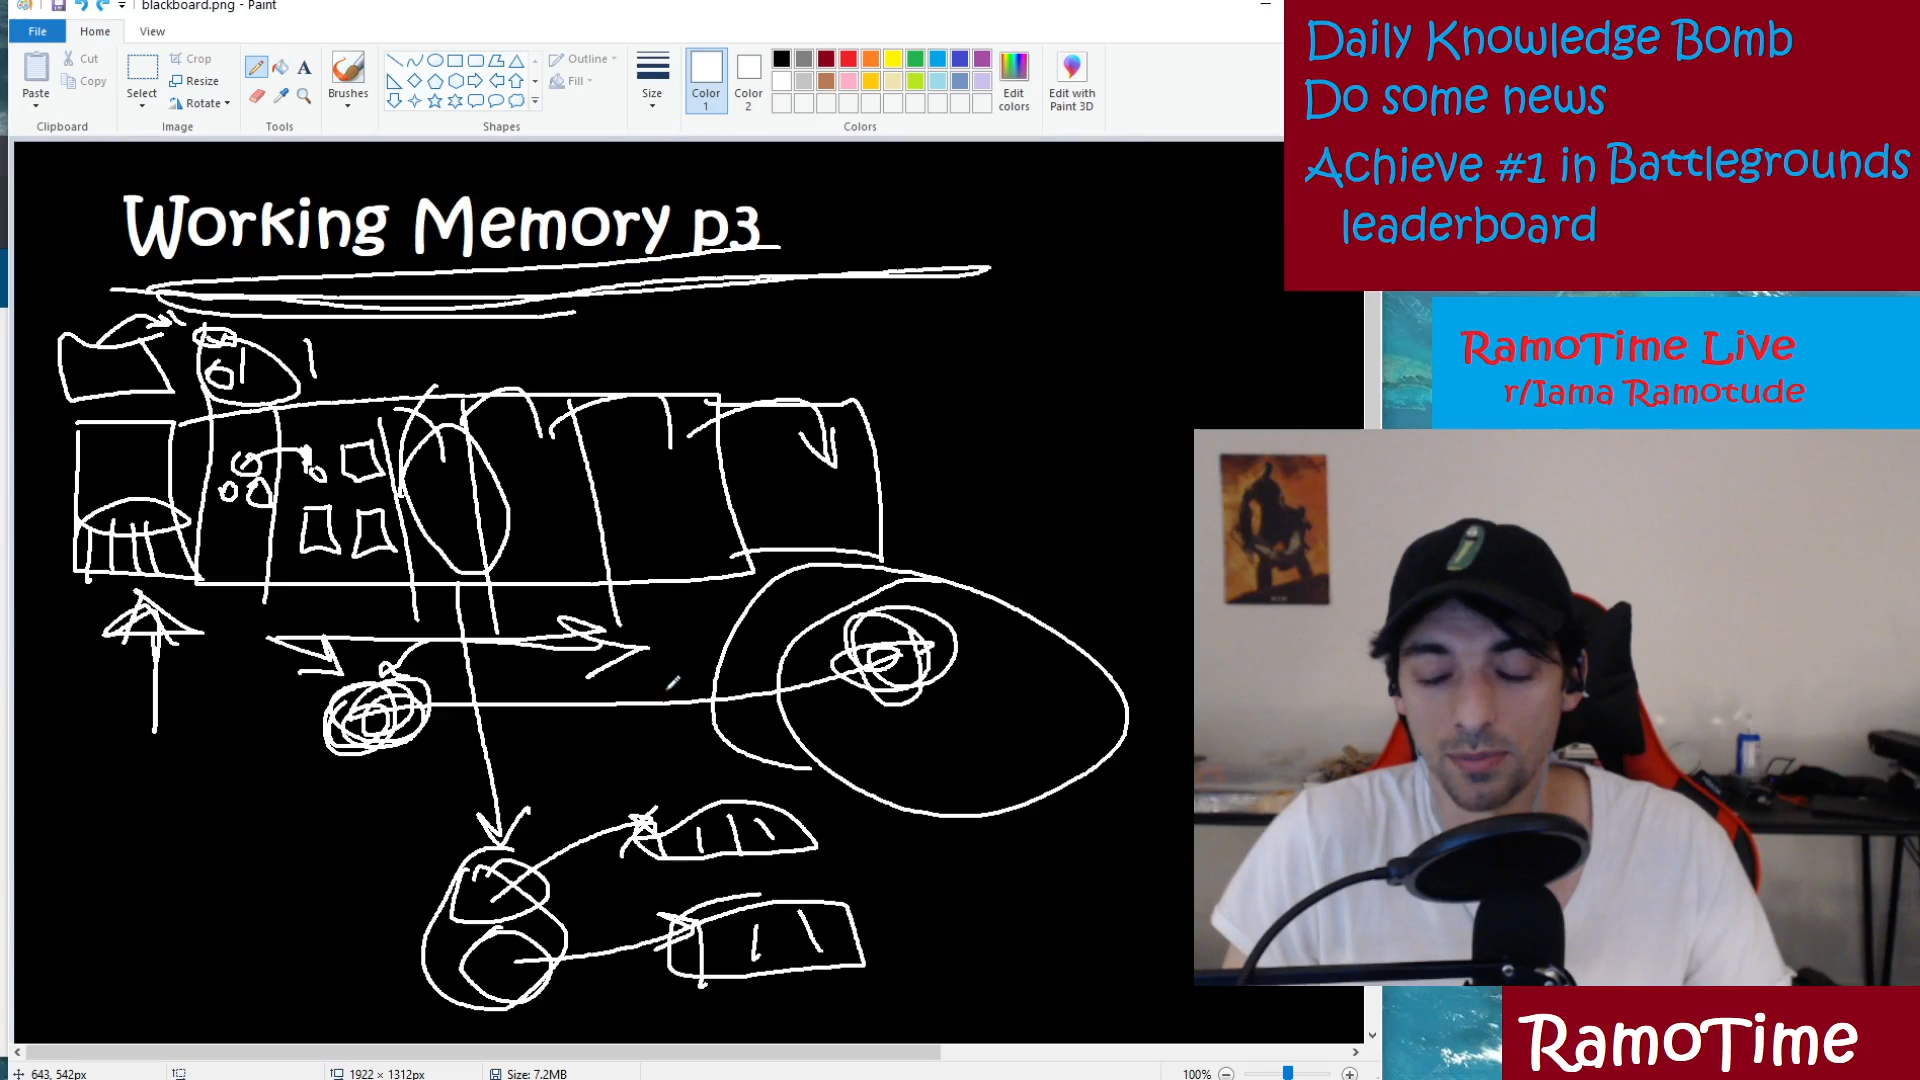 blackboard.png - Paint
File
Home
View
Cut
Copy
Paste
Clipboard
Crop
Resize
Rotate
Select
Image
A
Tools
Brushes
Outline
Fill
Shapes
Size
Color 1
Color 2
Colors
Edit colors
Edit with Paint 3D
Working Memory p3
Daily Knowledge Bomb
Do some news
Achieve #1 in Battlegrounds
leaderboard
RamoTime Live
r/Iama Ramotude
RamoTime
643, 542px
1922 × 1312px
Size: 7.2MB
100%